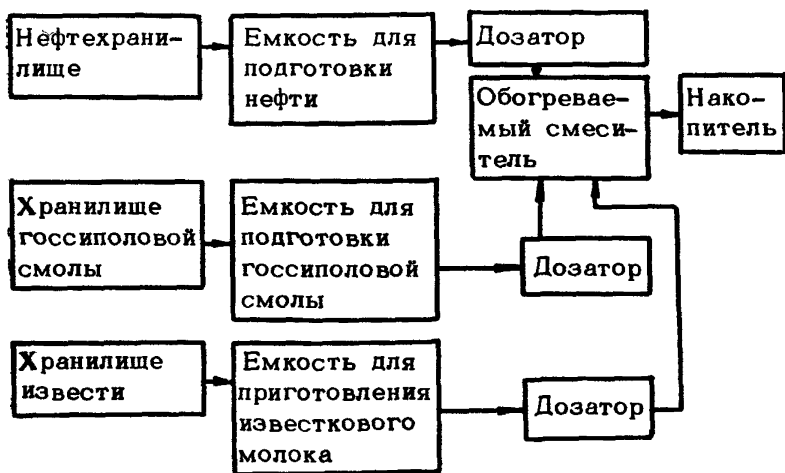 Нефтехрани-
лище
Емкость для
подготовки
нефти
Дозатор
Обогревае-
мый смеси-
тель
Нако-
питель
Хранилище
госсиполовой
смолы
Емкость для
подготовки
госсиполовой
смолы
Дозатор
Хранилище
извести
Емкость для
приготовления
известкового
молока
Дозатор